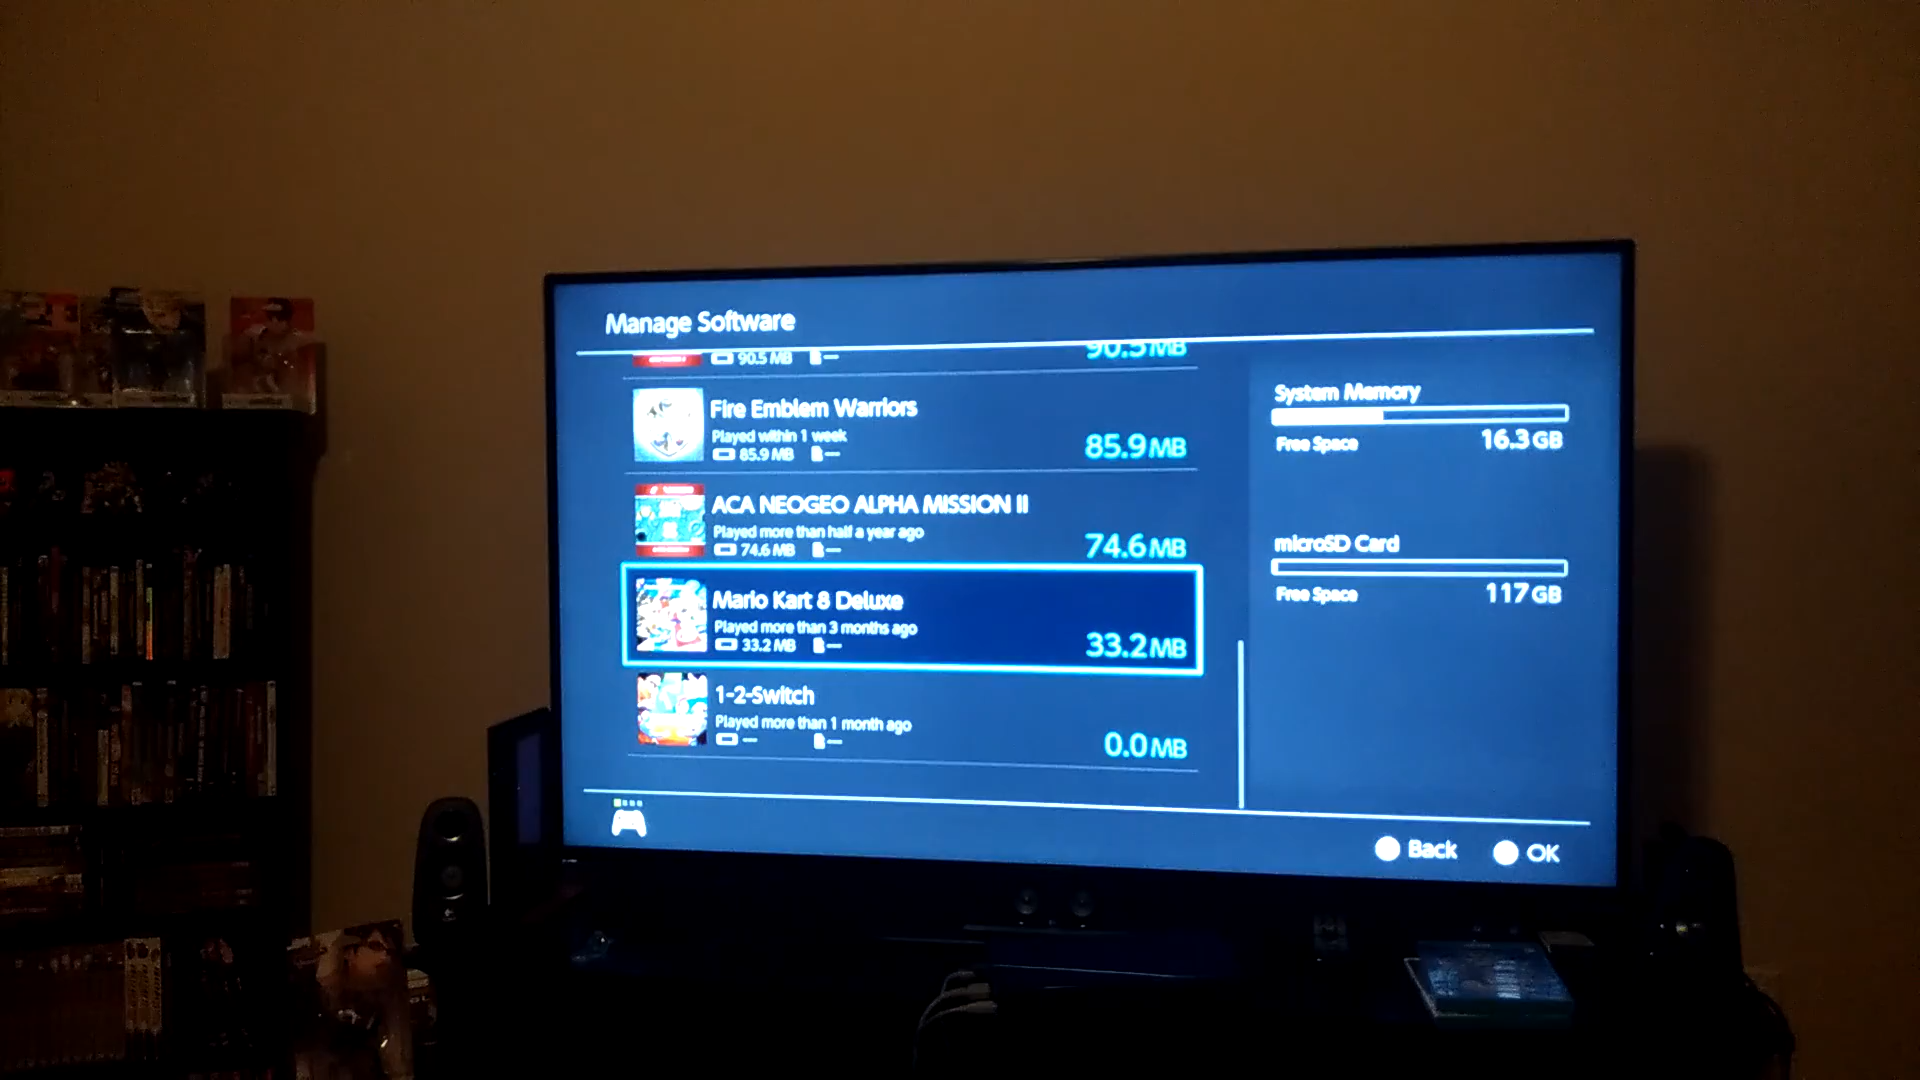 Manage Software
90.5 MB —
90.5 MB
Fire Emblem Warriors
Played within 1 week
85.9 MB —
85.9 MB
ACA NEOGEO ALPHA MISSION II
Played more than half a year ago
74.6 MB —
74.6 MB
Mario Kart 8 Deluxe
Played more than 3 months ago
33.2 MB —
33.2 MB
1-2-Switch
Played more than 1 month ago
— —
0.0 MB
System Memory
Free Space 16.3 GB
microSD Card
Free Space 117 GB
Back OK